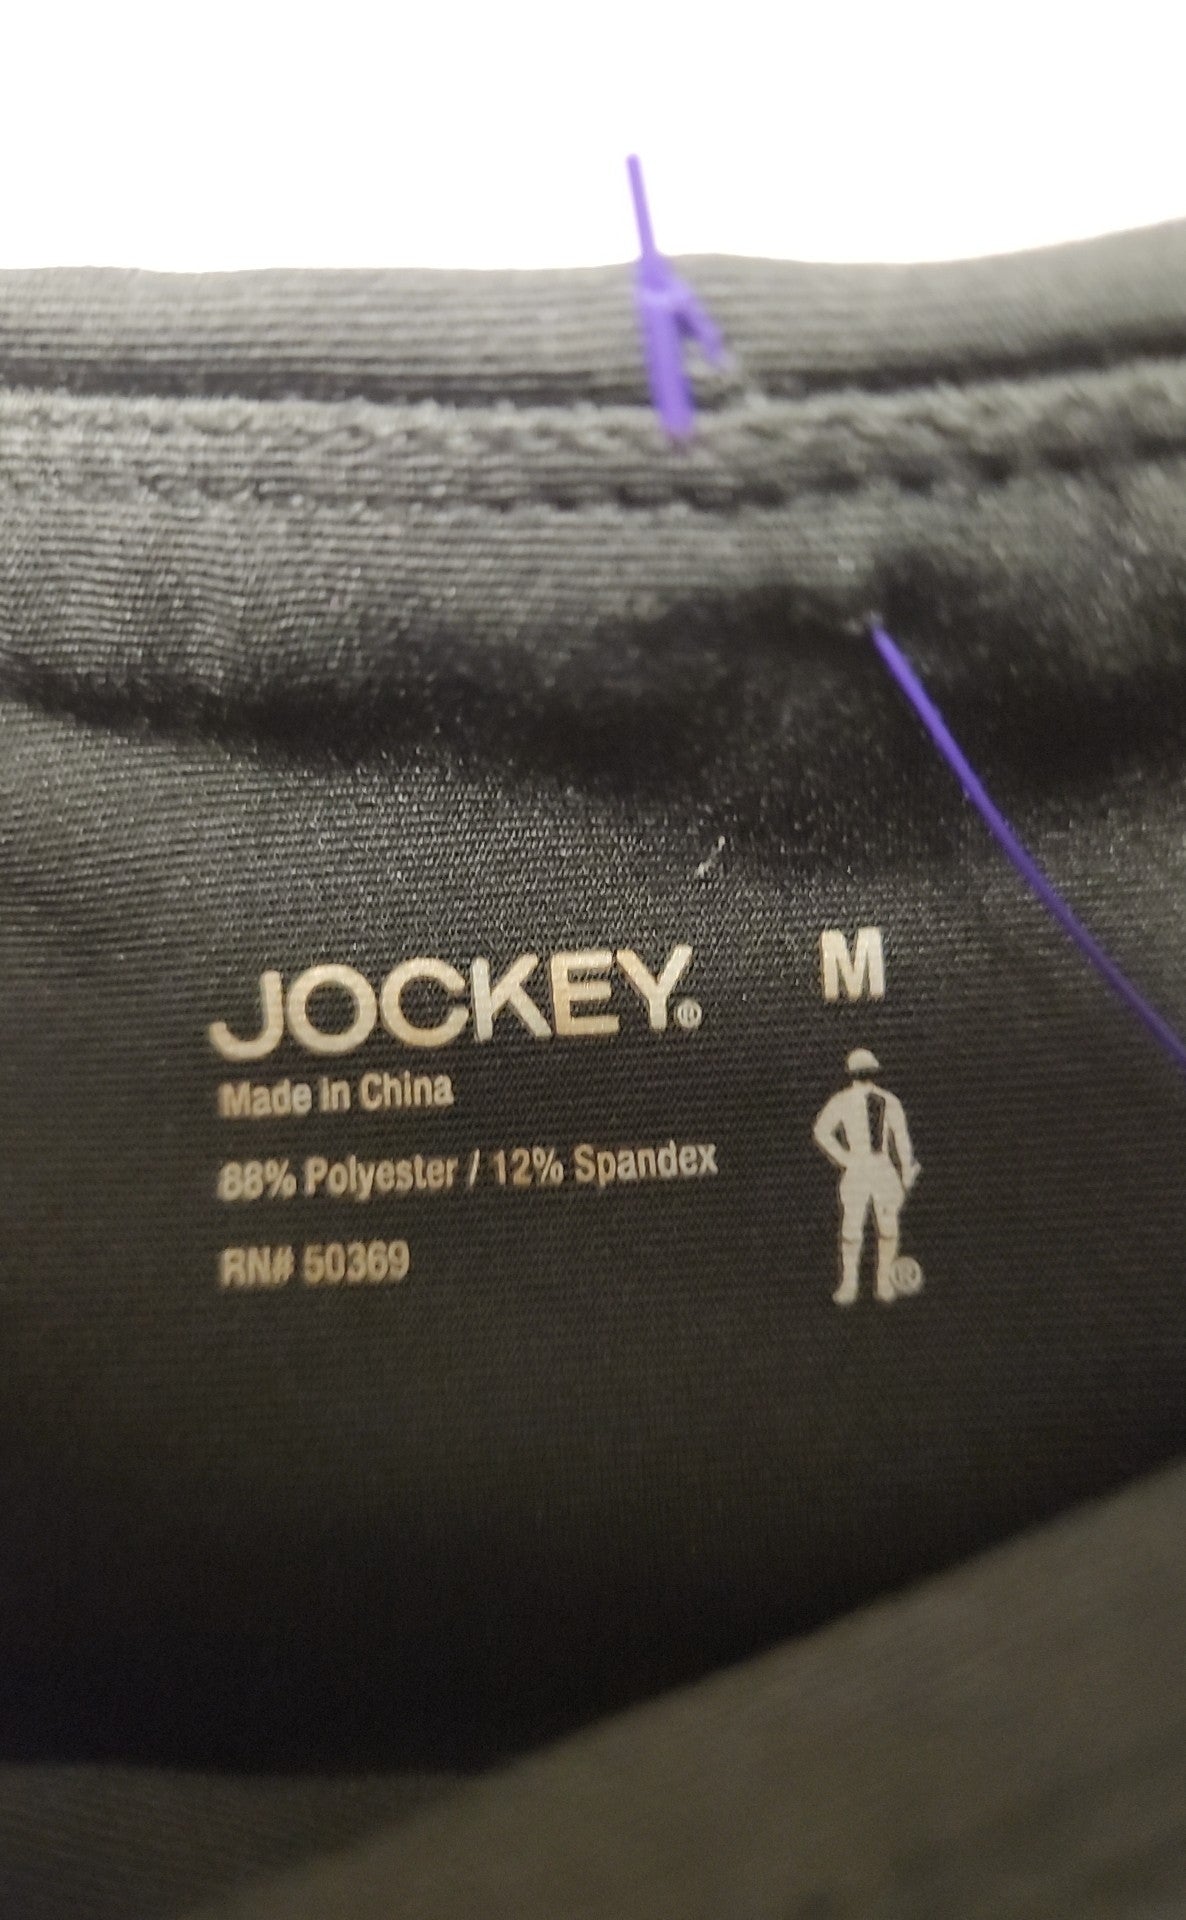 JOCKEY® M
Made in China
88% Polyester / 12% Spandex
RN# 50369
®